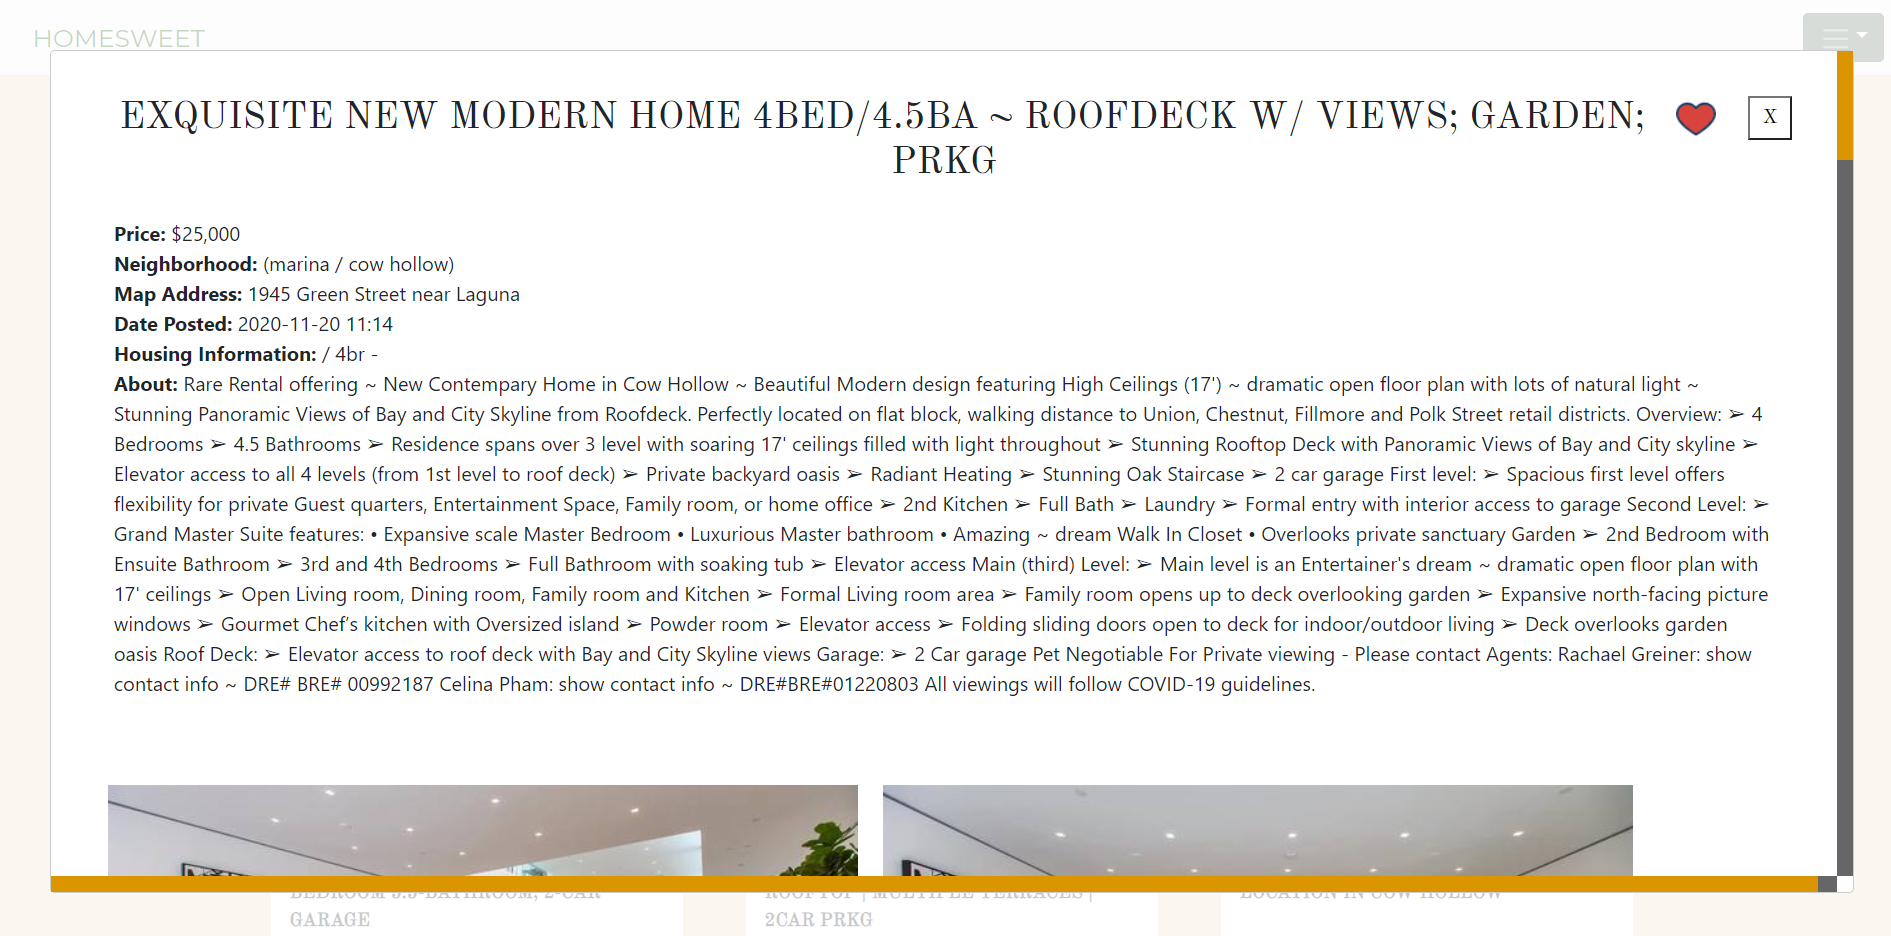 HOMESWEET
EXQUISITE NEW MODERN HOME 4BED/4.5BA ~ ROOFDECK W/ VIEWS; GARDEN;
PRKG
X
Price: $25,000
Neighborhood: (marina / cow hollow)
Map Address: 1945 Green Street near Laguna
Date Posted: 2020-11-20 11:14
Housing Information: / 4br -
About: Rare Rental offering ~ New Contempary Home in Cow Hollow ~ Beautiful Modern design featuring High Ceilings (17') ~ dramatic open floor plan with lots of natural light ~
Stunning Panoramic Views of Bay and City Skyline from Roofdeck. Perfectly located on flat block, walking distance to Union, Chestnut, Fillmore and Polk Street retail districts. Overview: ➢ 4
Bedrooms ➢ 4.5 Bathrooms ➢ Residence spans over 3 level with soaring 17' ceilings filled with light throughout ➢ Stunning Rooftop Deck with Panoramic Views of Bay and City skyline ➢
Elevator access to all 4 levels (from 1st level to roof deck) ➢ Private backyard oasis ➢ Radiant Heating ➢ Stunning Oak Staircase ➢ 2 car garage First level: ➢ Spacious first level offers
flexibility for private Guest quarters, Entertainment Space, Family room, or home office ➢ 2nd Kitchen ➢ Full Bath ➢ Laundry ➢ Formal entry with interior access to garage Second Level: ➢
Grand Master Suite features: • Expansive scale Master Bedroom • Luxurious Master bathroom • Amazing ~ dream Walk In Closet • Overlooks private sanctuary Garden ➢ 2nd Bedroom with
Ensuite Bathroom ➢ 3rd and 4th Bedrooms ➢ Full Bathroom with soaking tub ➢ Elevator access Main (third) Level: ➢ Main level is an Entertainer's dream ~ dramatic open floor plan with
17' ceilings ➢ Open Living room, Dining room, Family room and Kitchen ➢ Formal Living room area ➢ Family room opens up to deck overlooking garden ➢ Expansive north-facing picture
windows ➢ Gourmet Chef’s kitchen with Oversized island ➢ Powder room ➢ Elevator access ➢ Folding sliding doors open to deck for indoor/outdoor living ➢ Deck overlooks garden
oasis Roof Deck: ➢ Elevator access to roof deck with Bay and City Skyline views Garage: ➢ 2 Car garage Pet Negotiable For Private viewing - Please contact Agents: Rachael Greiner: show
contact info ~ DRE# BRE# 00992187 Celina Pham: show contact info ~ DRE#BRE#01220803 All viewings will follow COVID-19 guidelines.
BEDROOM 3.5-BATHROOM, 2-CAR
GARAGE
ROOFTOP | MULTIPLE TERRACES |
2CAR PRKG
LOCATION IN COW HOLLOW